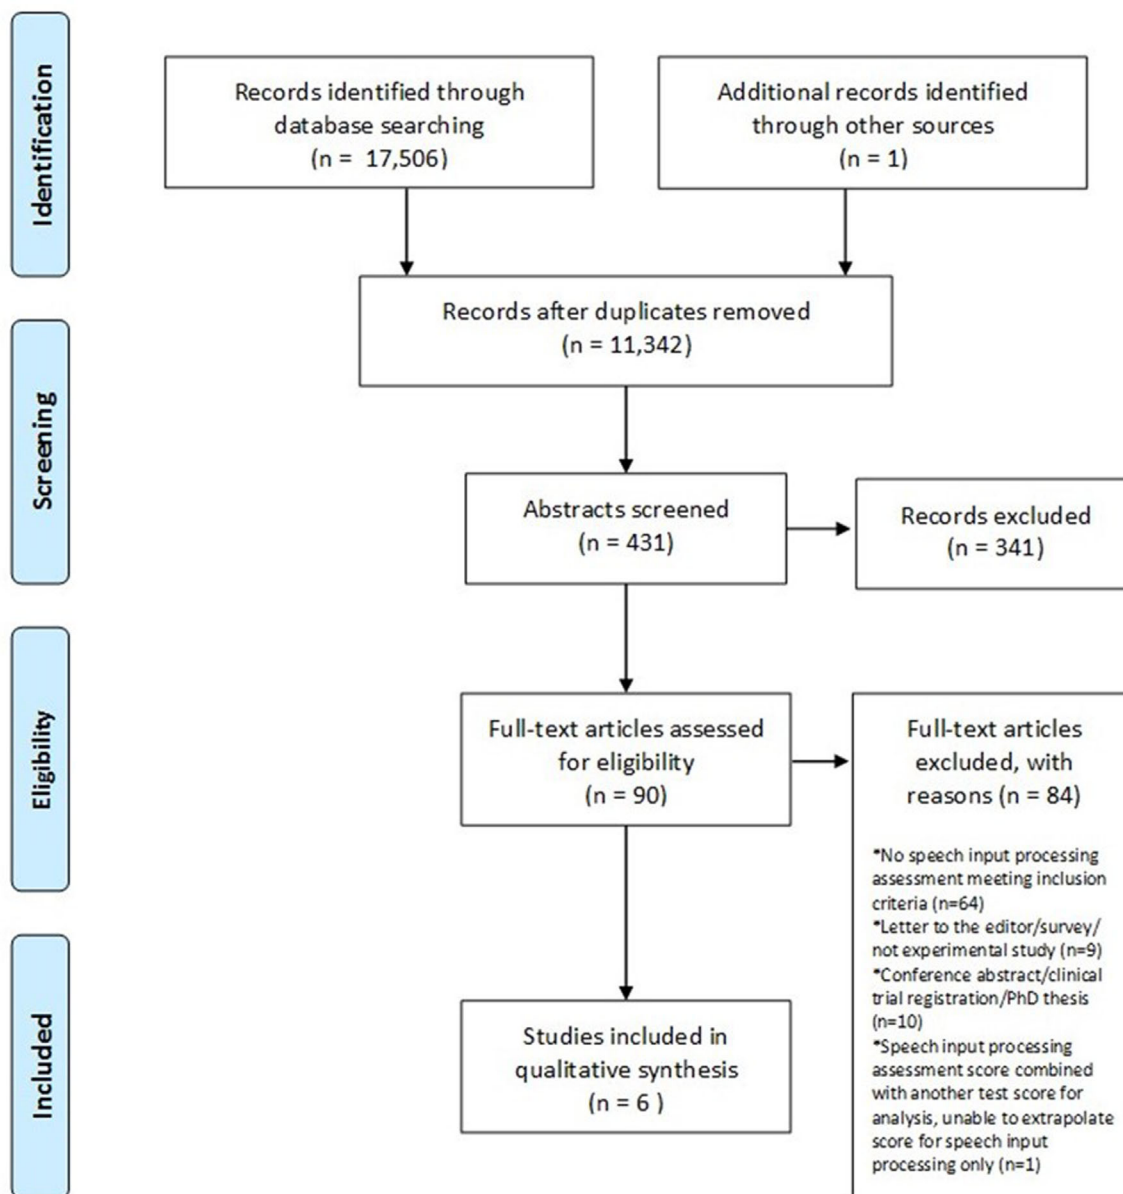 Identification
Records identified through
database searching
(n =  17,506)
Additional records identified
through other sources
(n = 1)
Records after duplicates removed
(n = 11,342)
Screening
Abstracts screened
(n = 431)
Records excluded
(n = 341)
Eligibility
Full-text articles assessed
for eligibility
(n = 90)
Full-text articles
excluded, with
reasons (n = 84)
*No speech input processing
assessment meeting inclusion
criteria (n=64)
*Letter to the editor/survey/
not experimental study (n=9)
*Conference abstract/clinical
trial registration/PhD thesis
(n=10)
*Speech input processing
assessment score combined
with another test score for
analysis, unable to extrapolate
score for speech input
processing only (n=1)
Included
Studies included in
qualitative synthesis
(n = 6 )